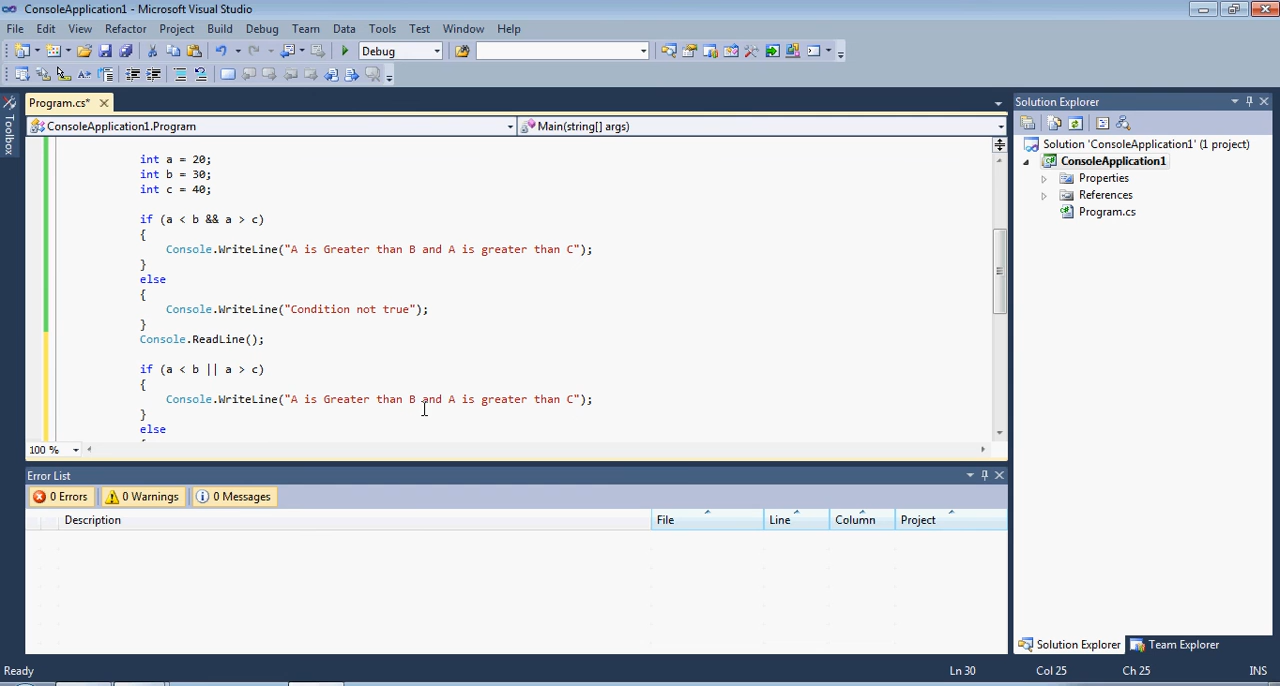 ConsoleApplication1 - Microsoft Visual Studio
File Edit View Refactor Project Build Debug Team Data Tools Test Window Help
Debug
Toolbox
Program.cs*
ConsoleApplication1.Program
Main(string[] args)
int a = 20;
int b = 30;
int c = 40;
if (a < b && a > c)
{
Console.WriteLine("A is Greater than B and A is greater than C");
}
else
{
Console.WriteLine("Condition not true");
}
Console.ReadLine();
if (a < b || a > c)
{
Console.WriteLine("A is Greater than B and A is greater than C");
}
else
100 %
Solution Explorer
Solution 'ConsoleApplication1' (1 project)
ConsoleApplication1
Properties
References
Program.cs
Error List
0 Errors 0 Warnings 0 Messages
Description File Line Column Project
Solution Explorer Team Explorer
Ready Ln 30 Col 25 Ch 25 INS